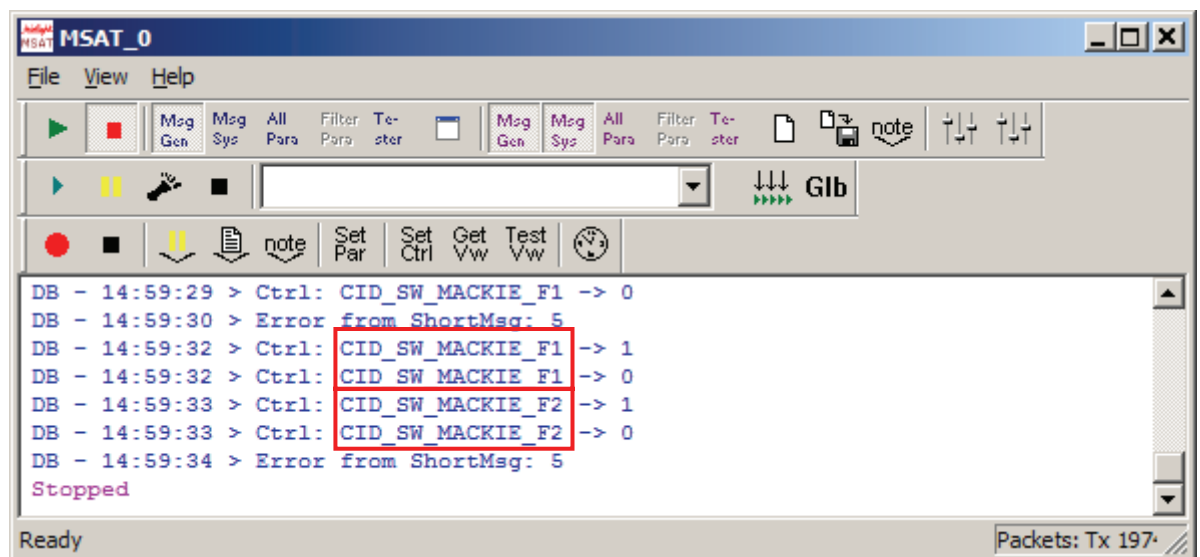 MSAT_0
File View Help
Msg Gen Msg Sys All Para Filter Para Te-ster Msg Gen Msg Sys All Para Filter Para Te-ster note
Glb
note Set Par Set Ctrl Get Vw Test Vw
DB - 14:59:29 > Ctrl: CID_SW_MACKIE_F1 -> 0
DB - 14:59:30 > Error from ShortMsg: 5
DB - 14:59:32 > Ctrl: CID_SW_MACKIE_F1 -> 1
DB - 14:59:32 > Ctrl: CID_SW_MACKIE_F1 -> 0
DB - 14:59:33 > Ctrl: CID_SW_MACKIE_F2 -> 1
DB - 14:59:33 > Ctrl: CID_SW_MACKIE_F2 -> 0
DB - 14:59:34 > Error from ShortMsg: 5
Stopped
Ready Packets: Tx 197